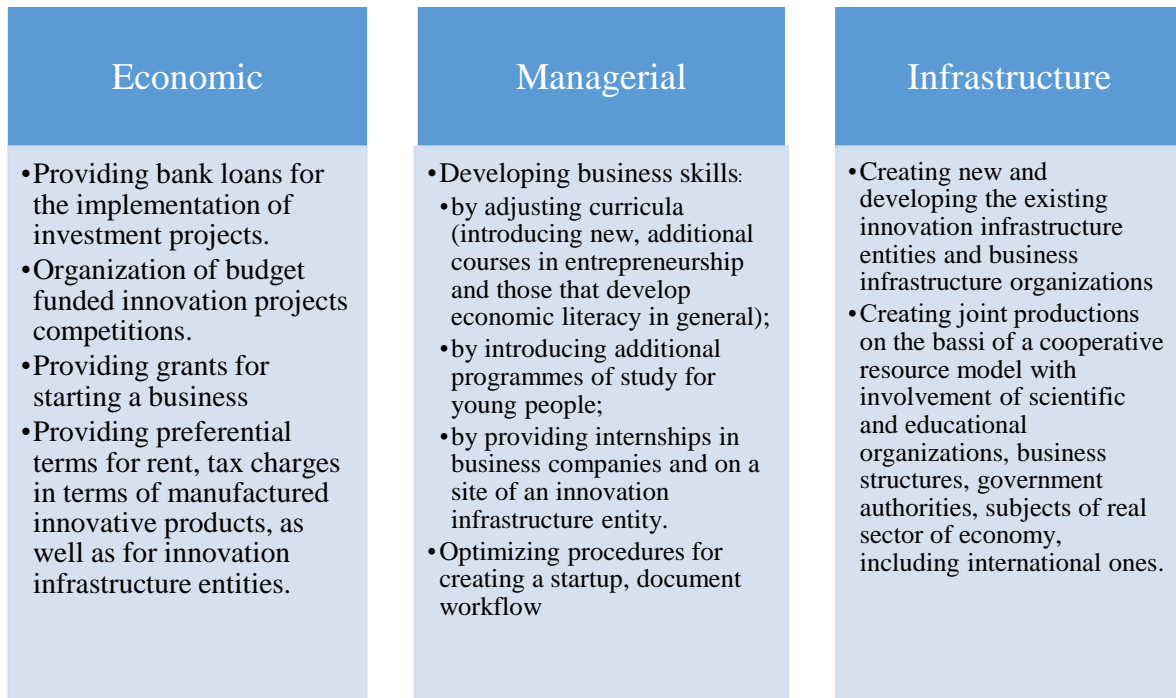 Economic
•Providing bank loans for
the implementation of
investment projects.
•Organization of budget
funded innovation projects
competitions.
•Providing grants for
starting a business
•Providing preferential
terms for rent, tax charges
in terms of manufactured
innovative products, as
well as for innovation
infrastructure entities.
Managerial
•Developing business skills:
•by adjusting curricula
(introducing new, additional
courses in entrepreneurship
and those that develop
economic literacy in general);
•by introducing additional
programmes of study for
young people;
•by providing internships in
business companies and on a
site of an innovation
infrastructure entity.
•Optimizing procedures for
creating a startup, document
workflow
Infrastructure
•Creating new and
developing the existing
innovation infrastructure
entities and business
infrastructure organizations
•Creating joint productions
on the bassi of a cooperative
resource model with
involvement of scientific
and educational
organizations, business
structures, government
authorities, subjects of real
sector of economy,
including international ones.